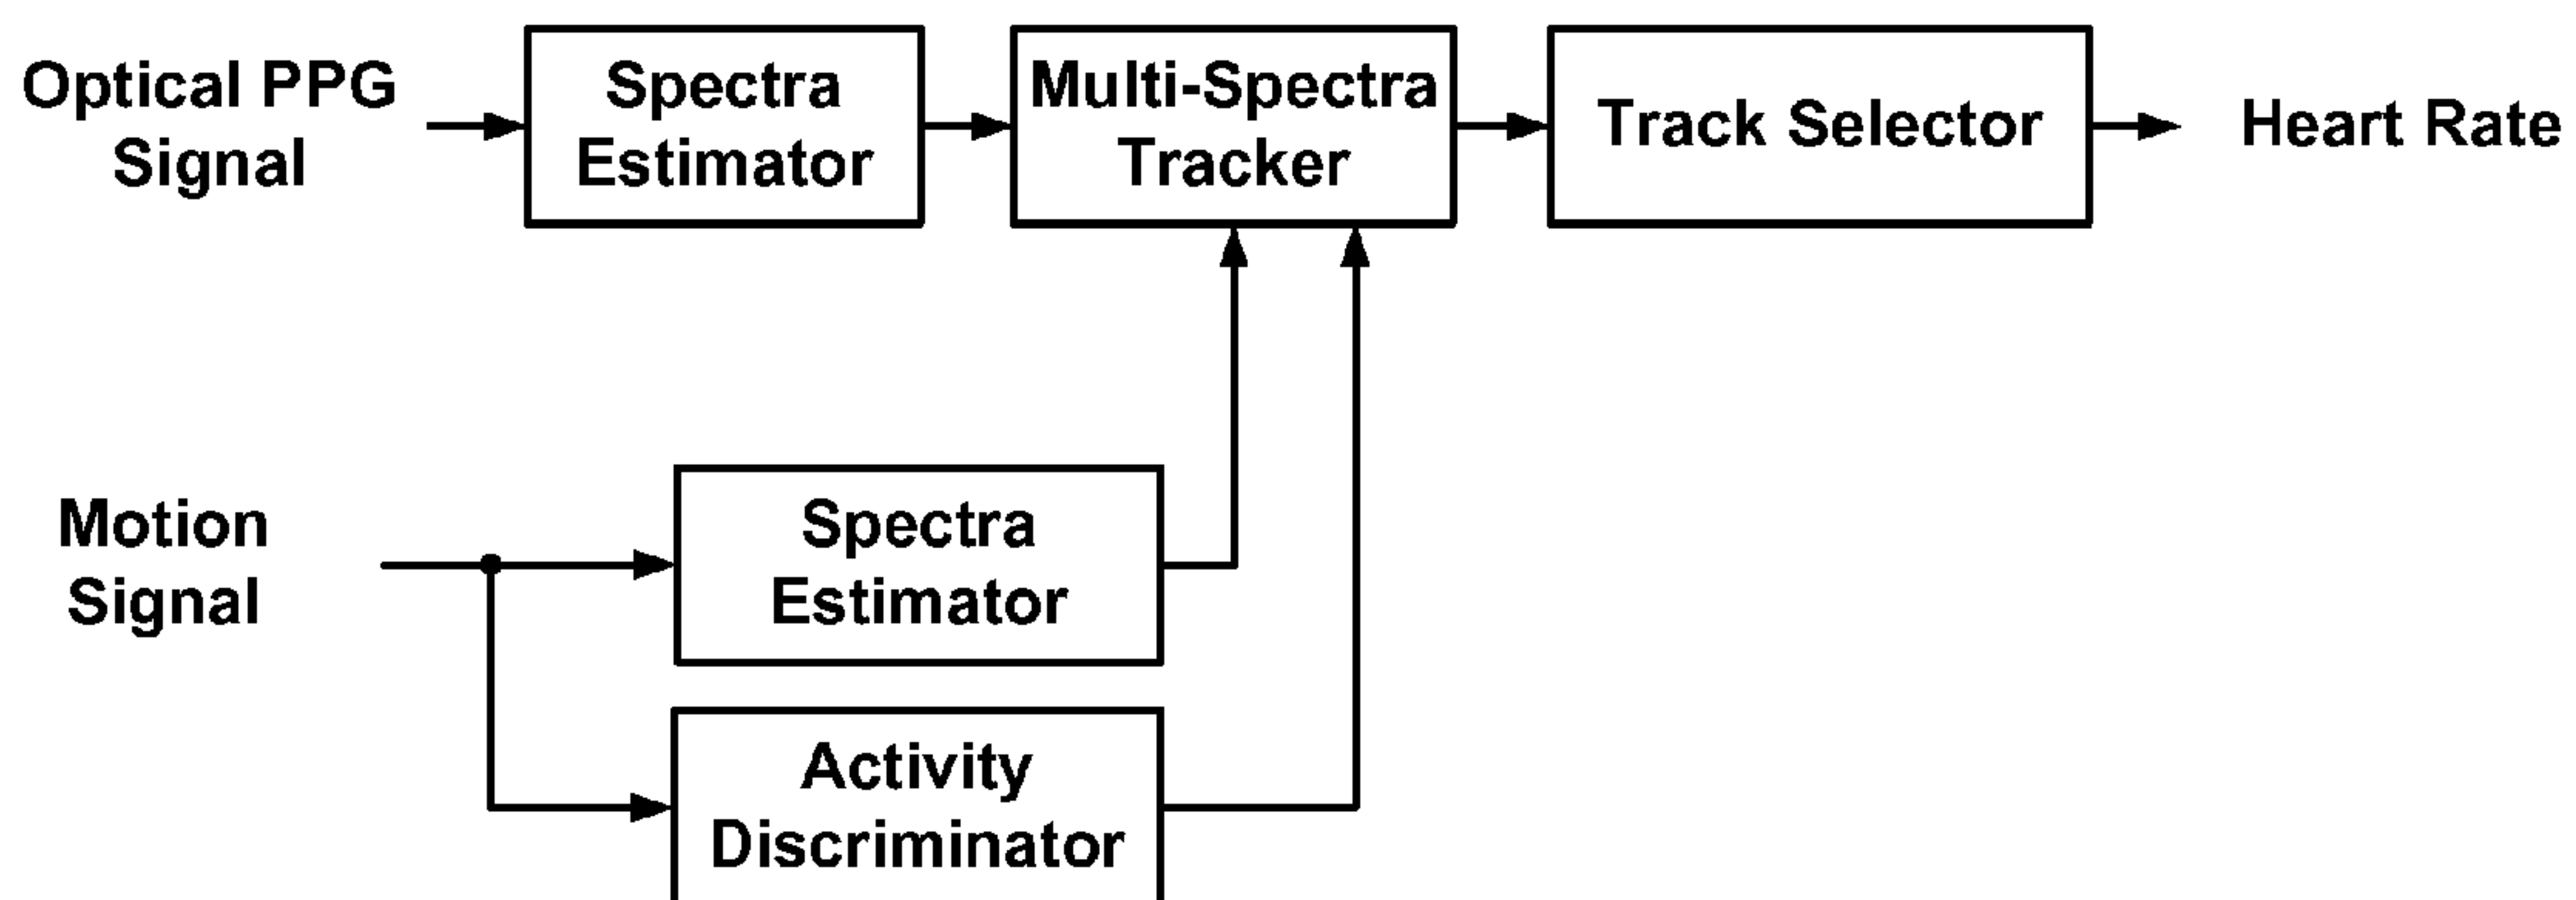 Optical PPG
Signal
Spectra
Estimator
Multi-Spectra
Tracker
Track Selector
Heart Rate
Motion
Signal
Spectra
Estimator
Activity
Discriminator